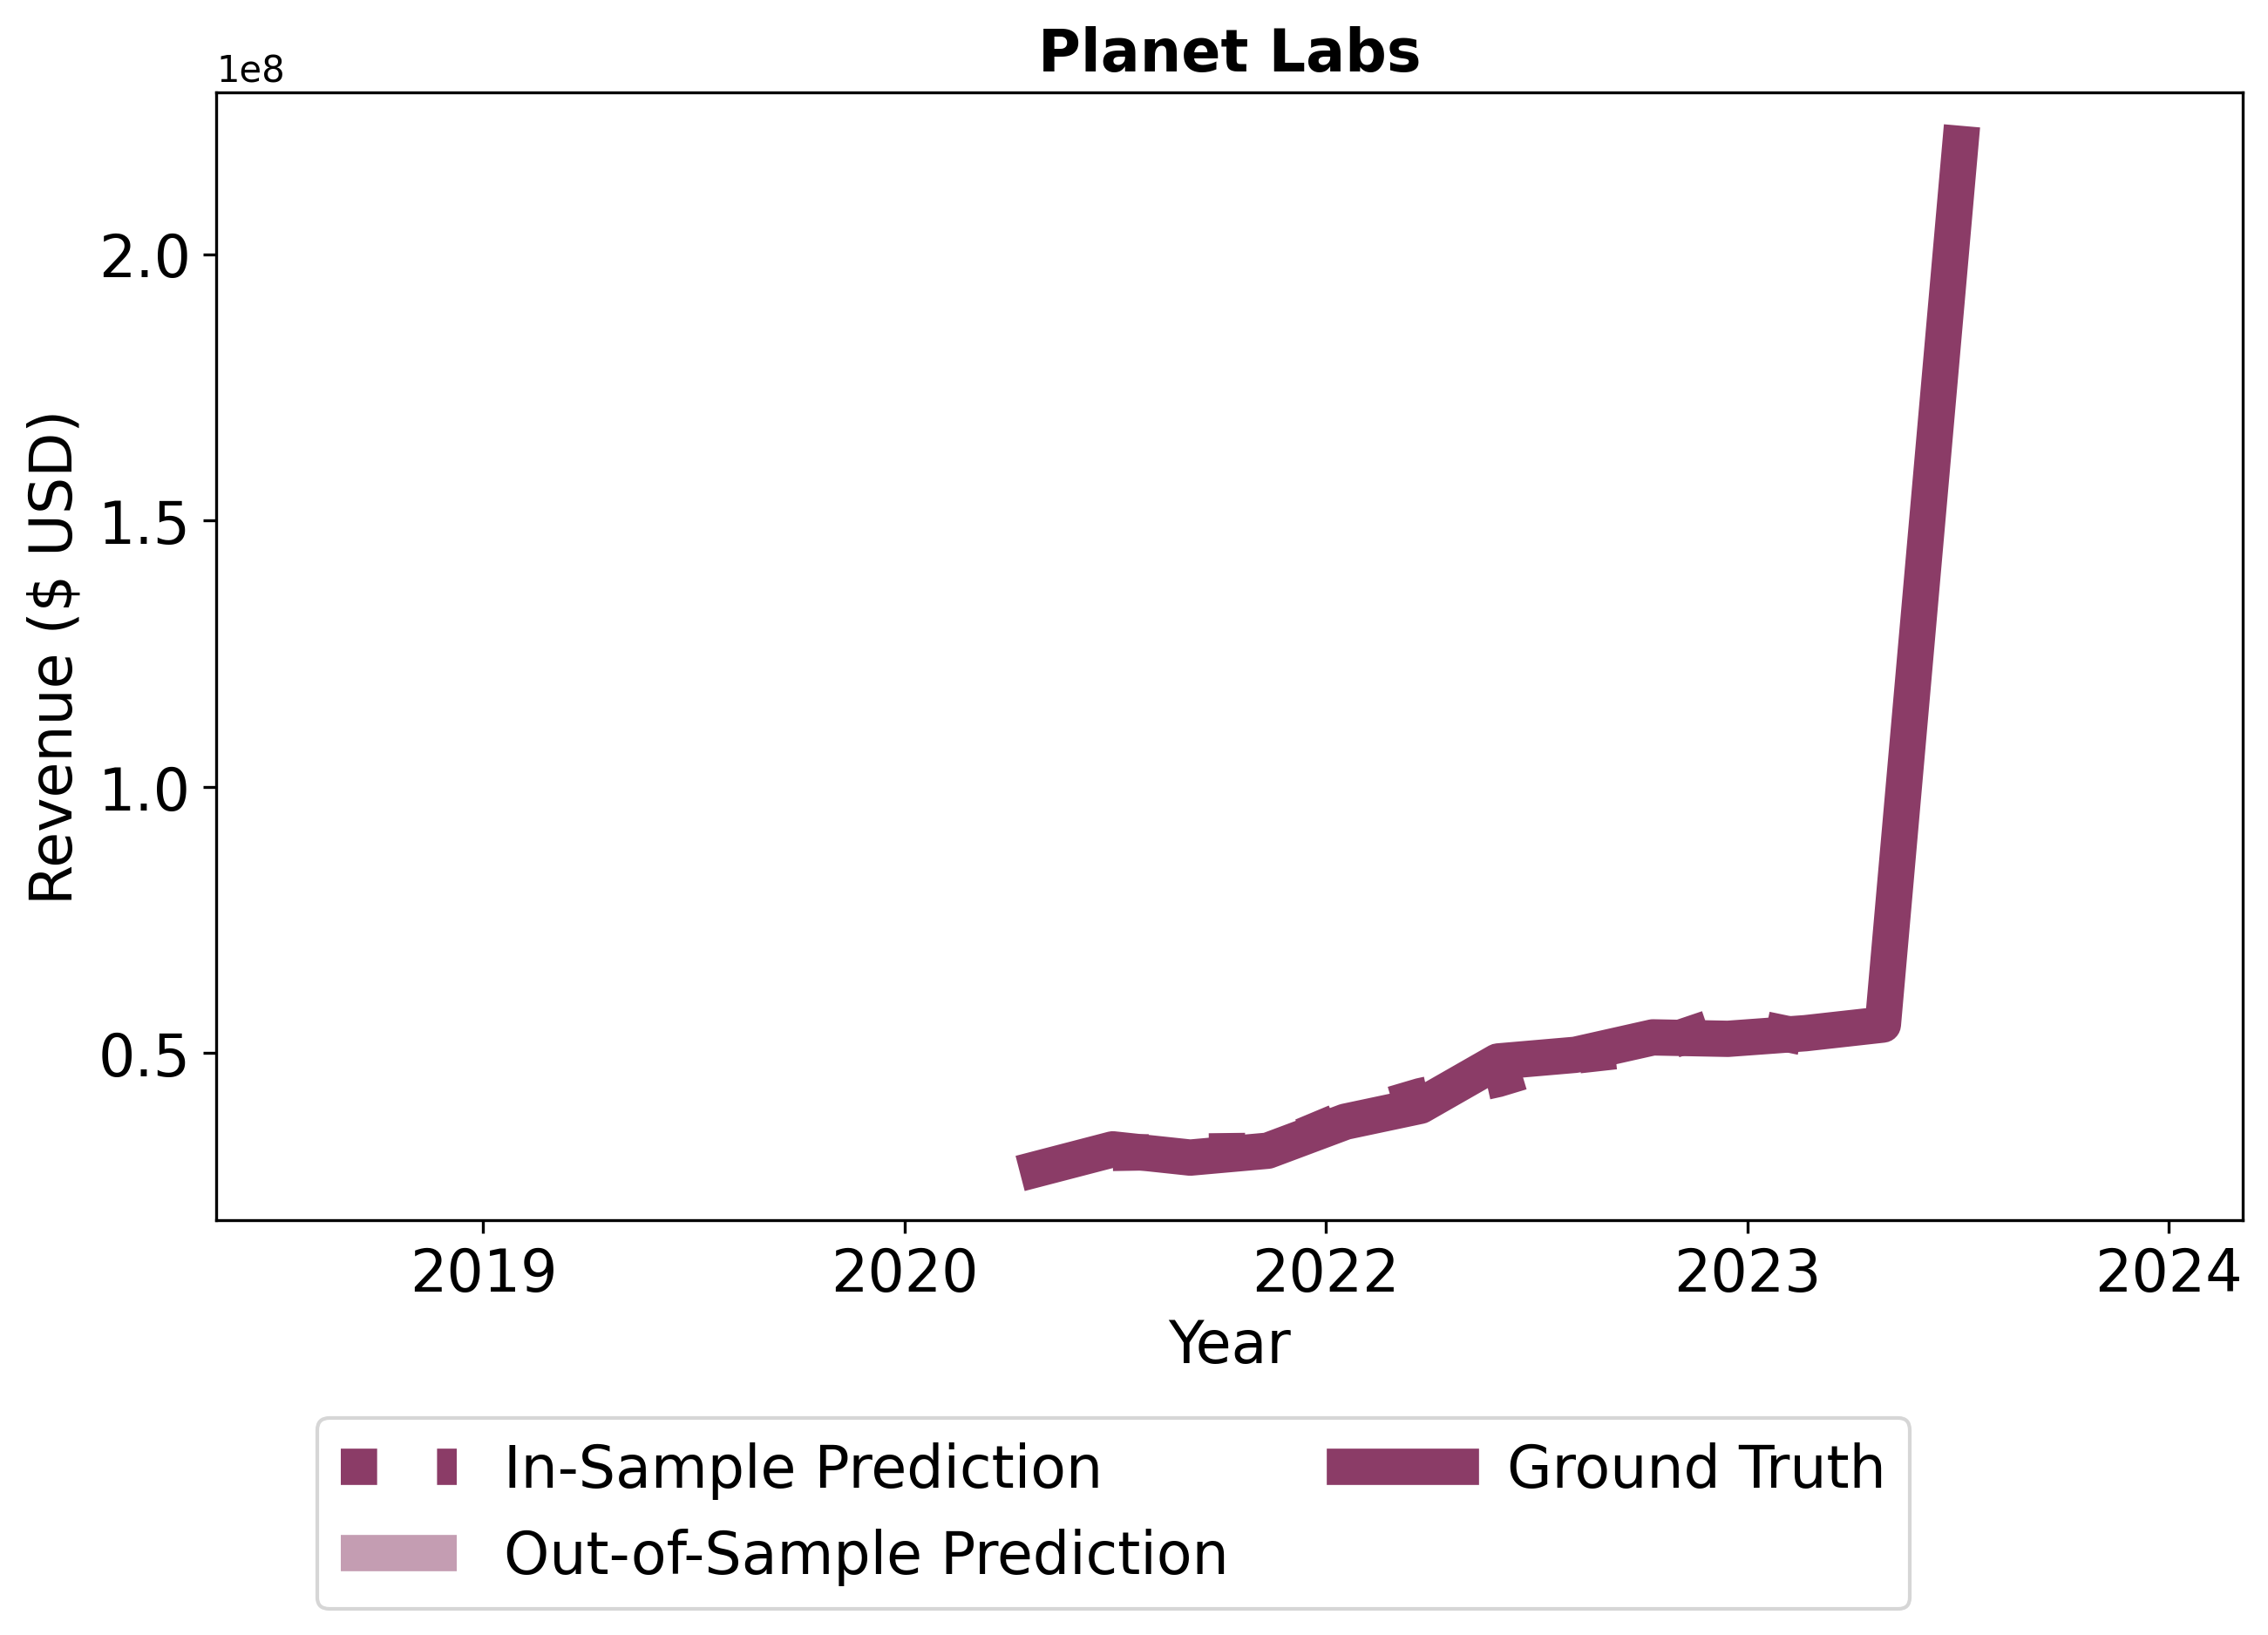 Planet Labs
1e8
2.0
1.5
1.0
0.5
Revenue ($ USD)
2019 2020 2022 2023 2024
Year
In-Sample Prediction
Out-of-Sample Prediction
Ground Truth